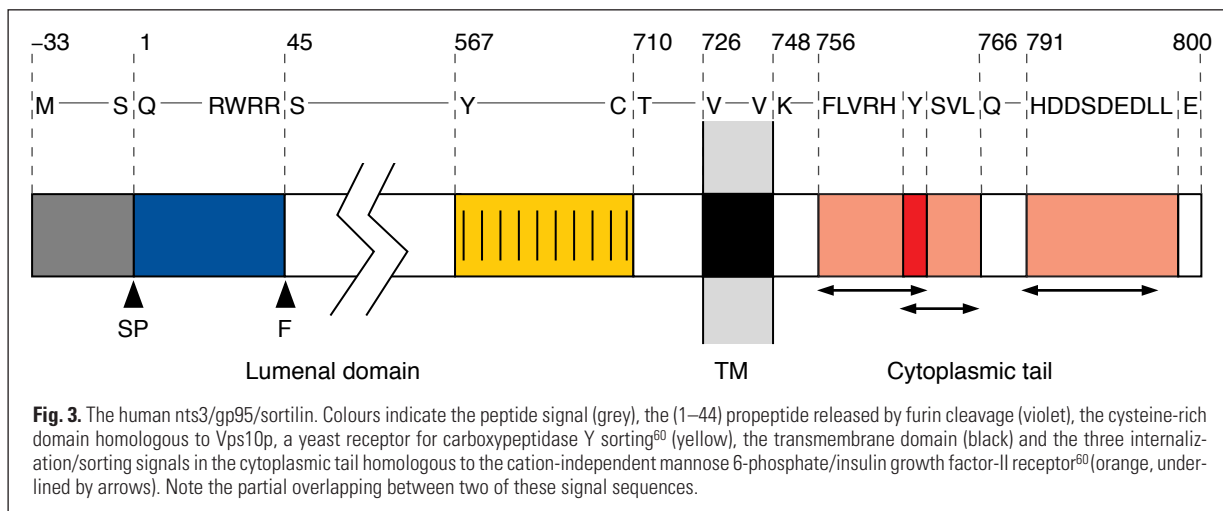 –33 1 45 567 710 726 748 756 766 791 800
M S Q RWRR S Y C T V V K FLVRH Y SVL Q HDDSDEDLL E
SP F
Lumenal domain TM Cytoplasmic tail
Fig. 3. The human nts3/gp95/sortilin. Colours indicate the peptide signal (grey), the (1–44) propeptide released by furin cleavage (violet), the cysteine-rich
domain homologous to Vps10p, a yeast receptor for carboxypeptidase Y sorting60 (yellow), the transmembrane domain (black) and the three internaliz-
ation/sorting signals in the cytoplasmic tail homologous to the cation-independent mannose 6-phosphate/insulin growth factor-II receptor60 (orange, under-
lined by arrows). Note the partial overlapping between two of these signal sequences.